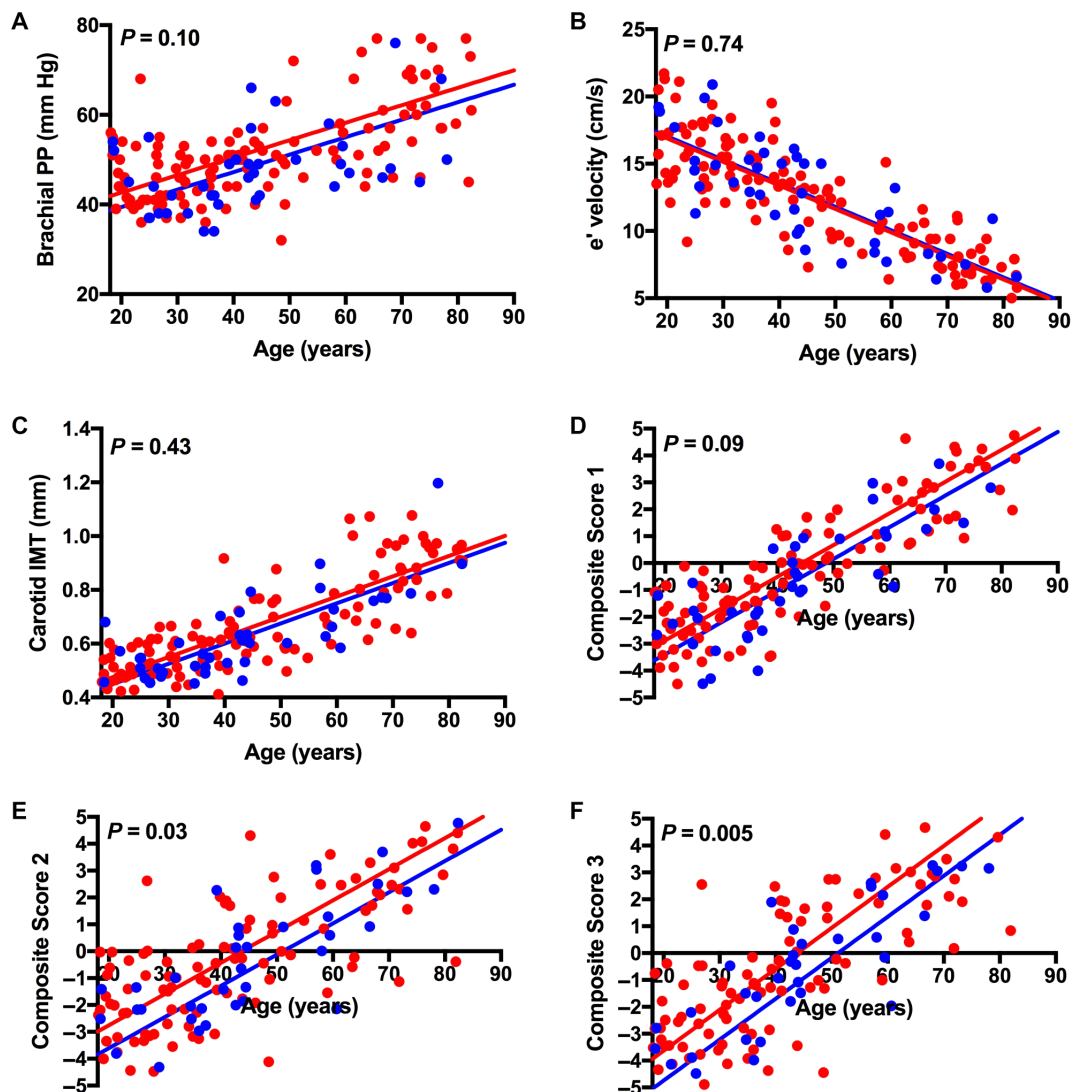 A
P = 0.10
80
60
40
20
Brachial PP (mm Hg)
20 30 40 50 60 70 80 90
Age (years)
B
P = 0.74
25
20
15
10
5
e' velocity (cm/s)
20 30 40 50 60 70 80 90
Age (years)
C
P = 0.43
1.4
1.2
1.0
0.8
0.6
0.4
Carotid IMT (mm)
20 30 40 50 60 70 80 90
Age (years)
D
P = 0.09
5
4
3
2
1
0
–1
–2
–3
–4
–5
Composite Score 1
20 30 40 50 60 70 80 90
Age (years)
E
P = 0.03
5
4
3
2
1
0
–1
–2
–3
–4
–5
Composite Score 2
20 30 40 50 60 70 80 90
Age (years)
F
P = 0.005
5
4
3
2
1
0
–1
–2
–3
–4
–5
Composite Score 3
20 30 40 50 60 70 80 90
Age (years)